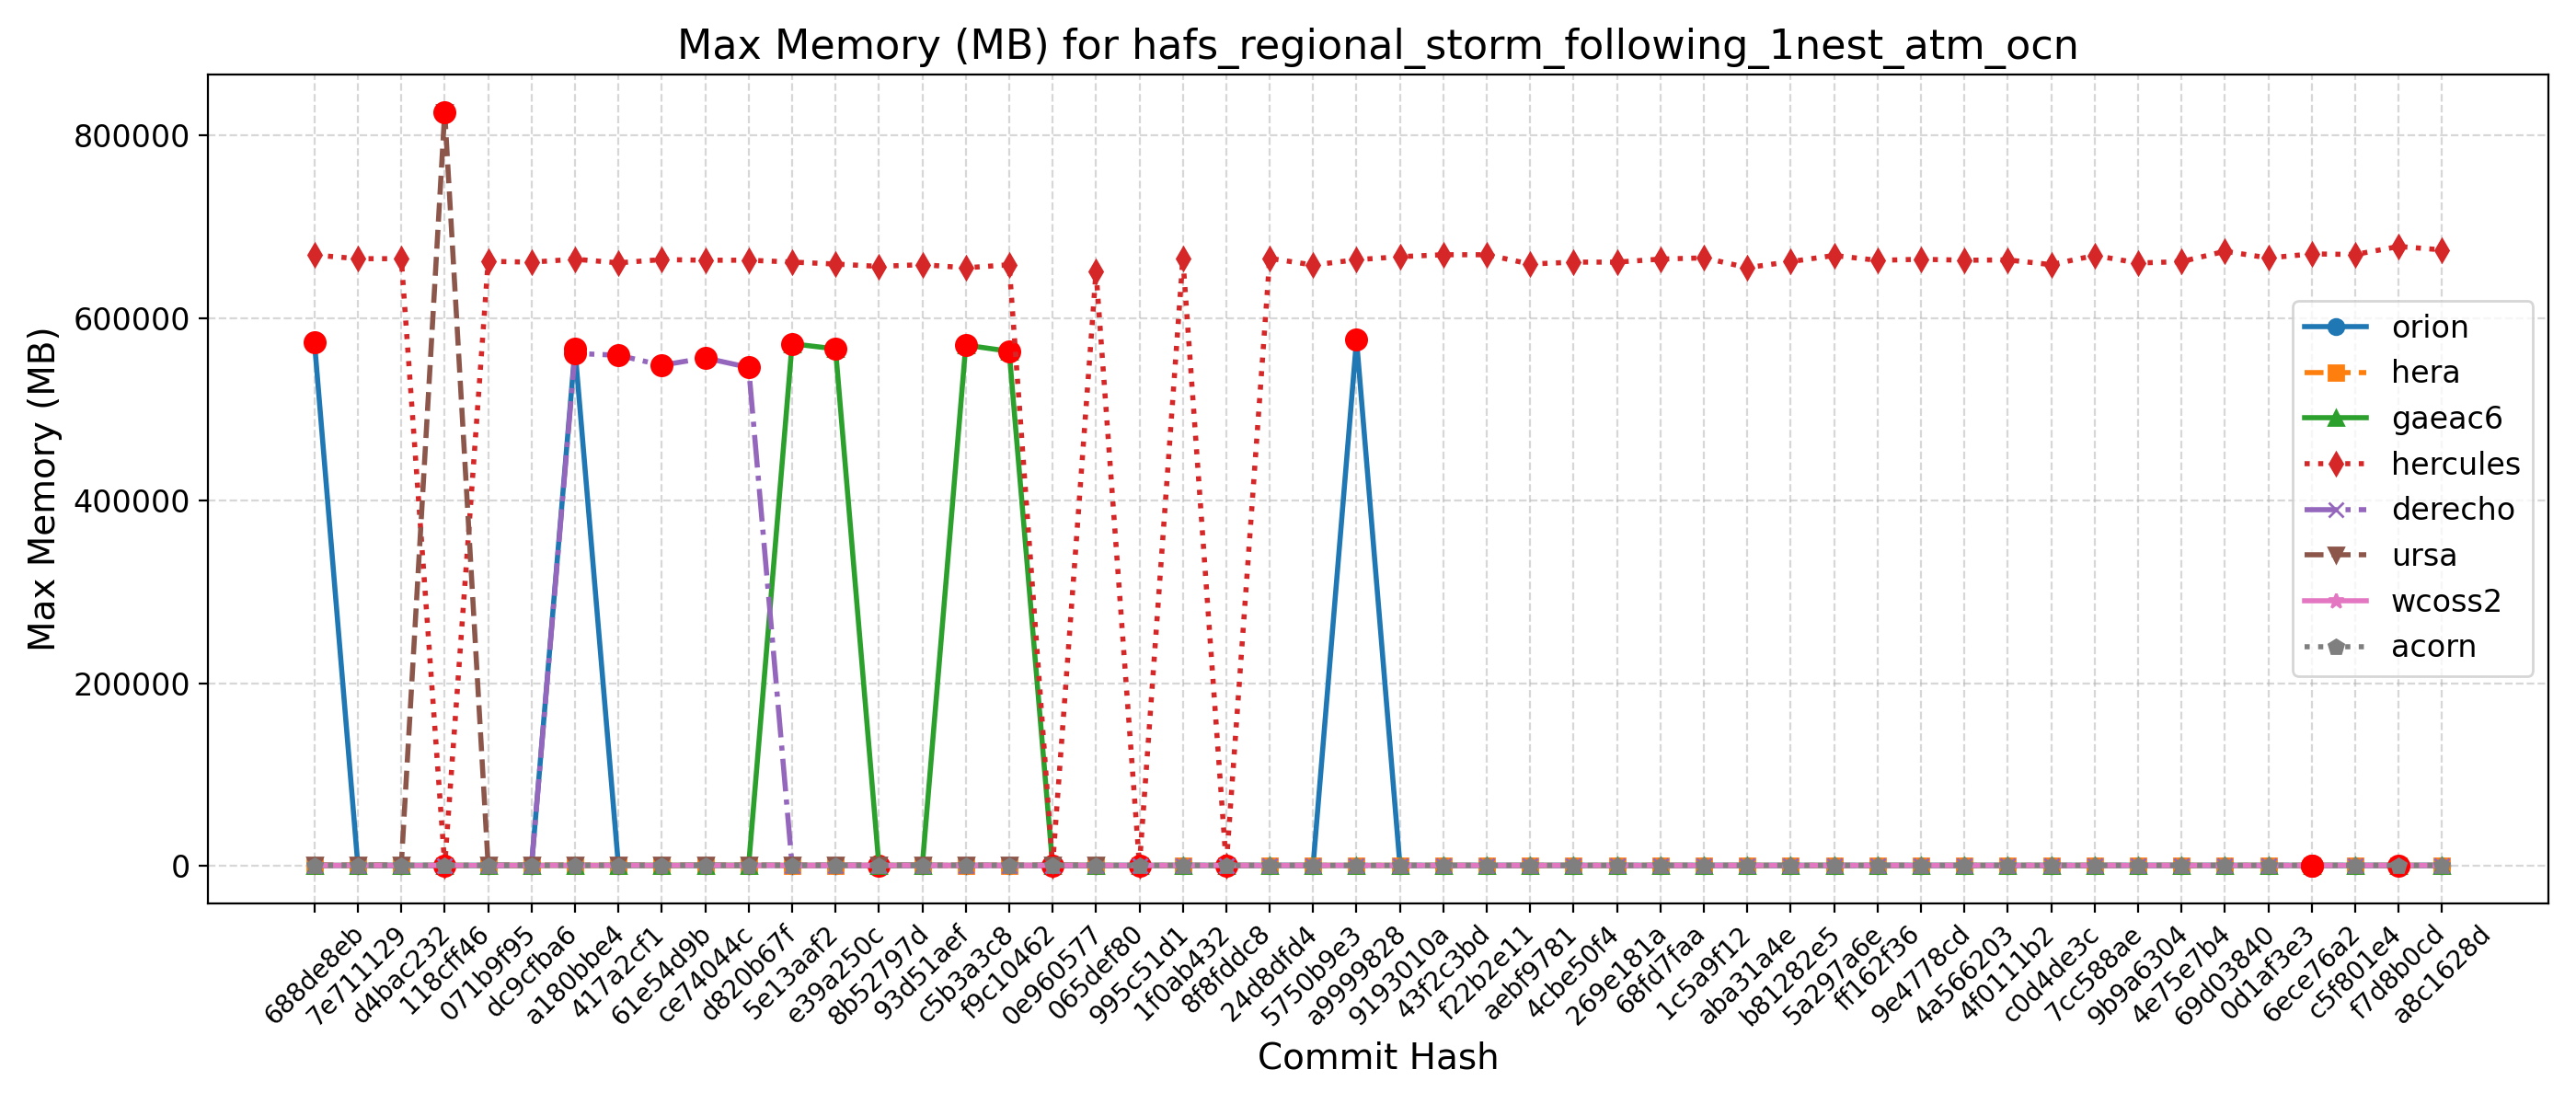 Max Memory (MB) for hafs_regional_storm_following_1nest_atm_ocn
Max Memory (MB)
800000
600000
400000
200000
0
orion
hera
gaeac6
hercules
derecho
ursa
wcoss2
acorn
688de8eb
7e711129
d4bac232
118cff46
071b9f95
dc9cfba6
a180bbe4
417a2cf1
61e54d9b
ce74044c
d820b67f
5e13aaf2
e39a250c
8b52797d
93d51aef
c5b3a3c8
f9c10462
0e960577
065def80
995c51d1
1f0ab432
8f8fddc8
24d8dfd4
5750b9e3
a9999828
9193010a
43f2c3bd
f22b2e11
aebf9781
4cbe50f4
269e181a
68fd7faa
1c5a9f12
aba31a4e
b81282e5
5a297a6e
ff162f36
9e4778cd
4a566203
4f0111b2
c0d4de3c
7cc588ae
9b9a6304
4e75e7b4
69d03840
0d1af3e3
6ece76a2
c5f801e4
f7d8b0cd
a8c1628d
Commit Hash